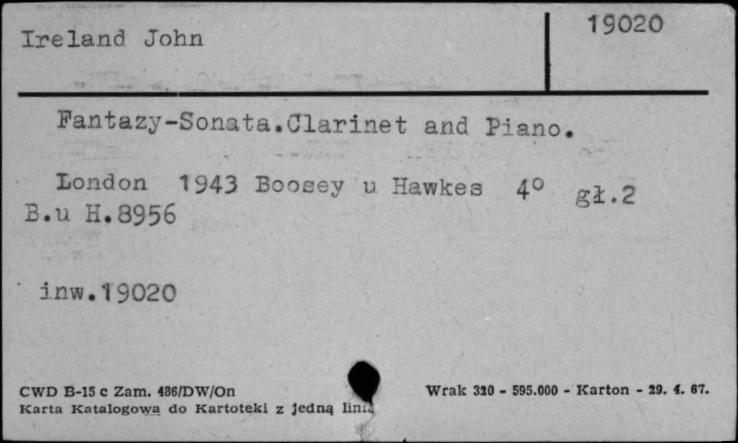 Ireland John
19020
Fantazy-Sonata.Clarinet and Piano.
London 1943 Boosey u Hawkes 4° gł.2
B.u H.8956
inw.19020
CWD B-15 c Zam. 486/DW/On Wrak 320 - 595.000 - Karton - 29. 4. 67.
Karta Katalogowa do Kartoteki z jedną linią